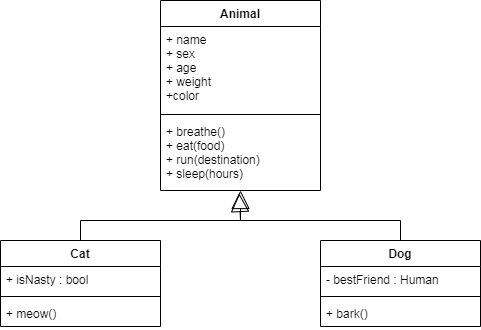 Animal
+ name
+ sex
+ age
+ weight
+color
+ breathe()
+ eat(food)
+ run(destination)
+ sleep(hours)
Cat
+ isNasty : bool
+ meow()
Dog
- bestFriend : Human
+ bark()